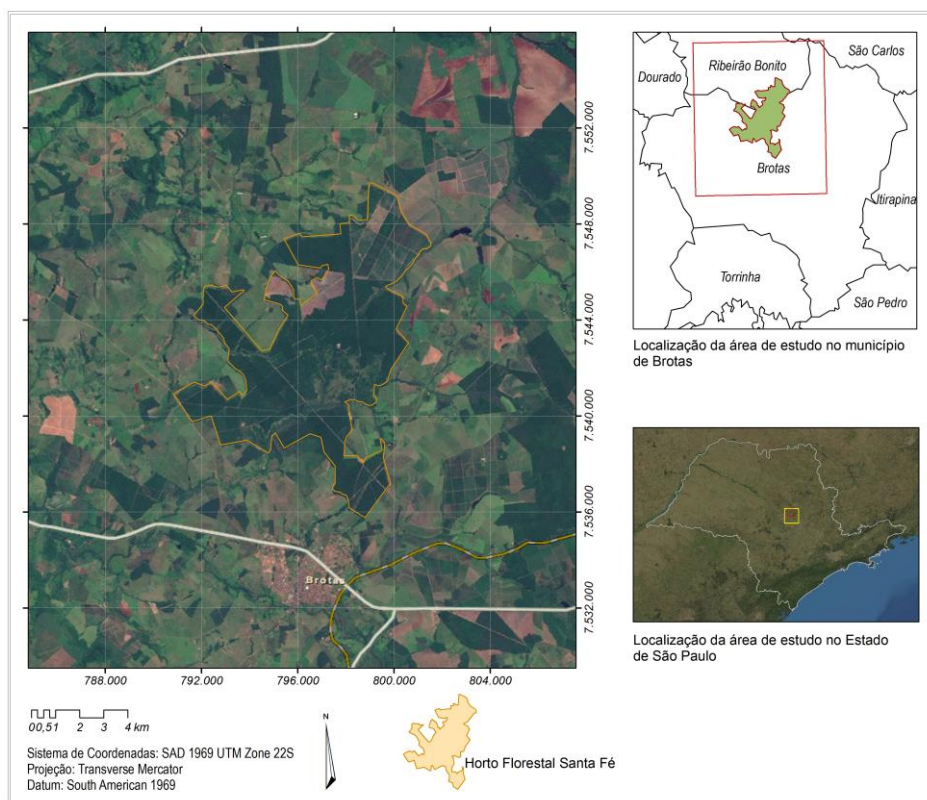 7.552.000
7.548.000
7.544.000
7.540.000
7.536.000
7.532.000
Brotas
788.000
792.000
796.000
800.000
804.000
São Carlos
Ribeirão Bonito
Dourado
Brotas
Itirapina
Torrinha
São Pedro
Localização da área de estudo no município
de Brotas
Localização da área de estudo no Estado
de São Paulo
0 0,5 1 2 3 4 km
Sistema de Coordenadas: SAD 1969 UTM Zone 22S
Projeção: Transverse Mercator
Datum: South American 1969
N
Horto Florestal Santa Fé